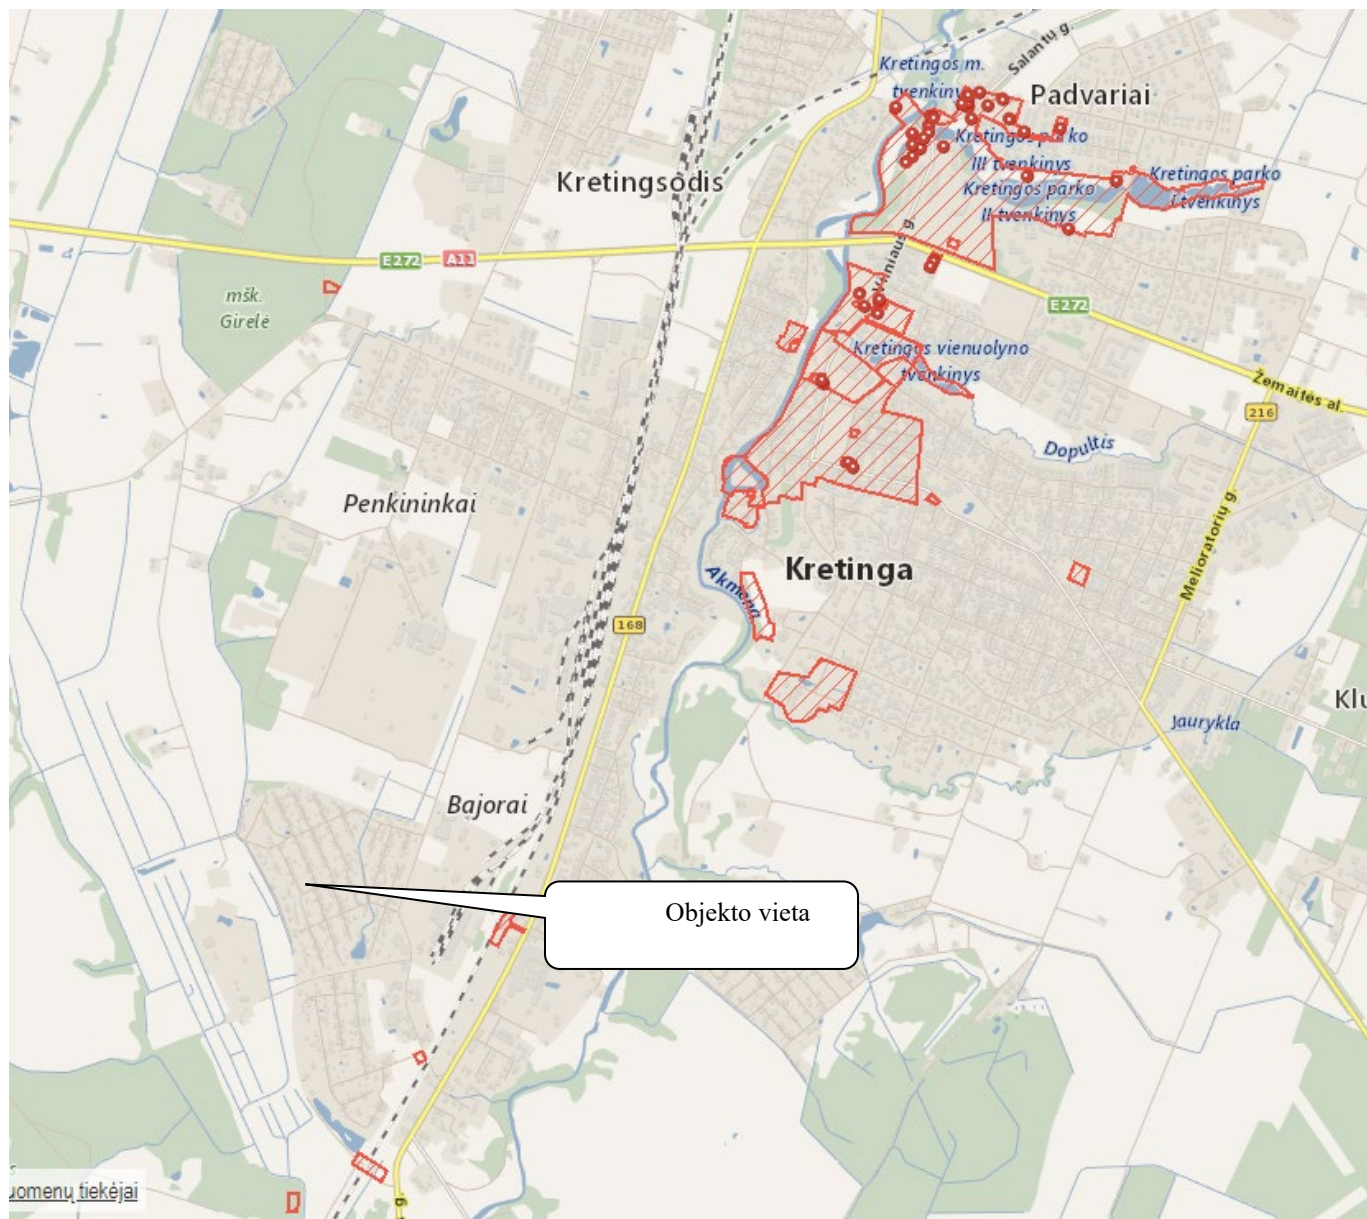 Salantų g.
Kretingos m.
tvenkinys
Padvariai
Kretingos parko
III tvenkinys
Kretingsodis
Kretingos parko
I tvenkinys
Kretingos parko
II tvenkinys
Vilniaus g.
E272
A11
mšk.
Girelė
E272
Kretingos vienuolyno
tvenkinys
Žemaitės al.
216
Dopultis
Penkininkai
Melioratorių g.
Kretinga
Akmena
168
Klu
Jaurykla
Bajorai
Objekto vieta
uomenų tiekėjai
g.